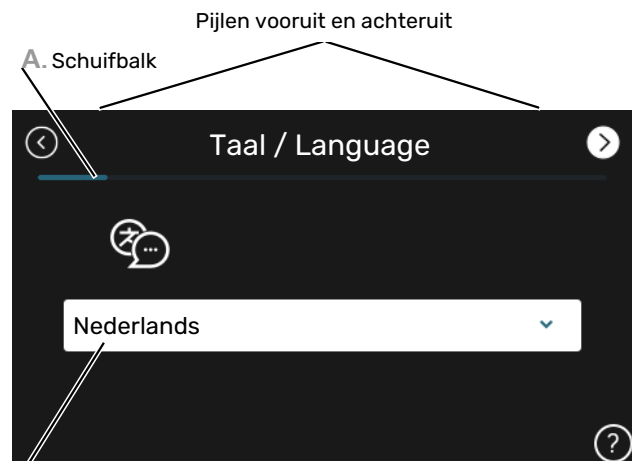 Pijlen vooruit en achteruit
A. Schuifbalk
Taal / Language
Nederlands
?